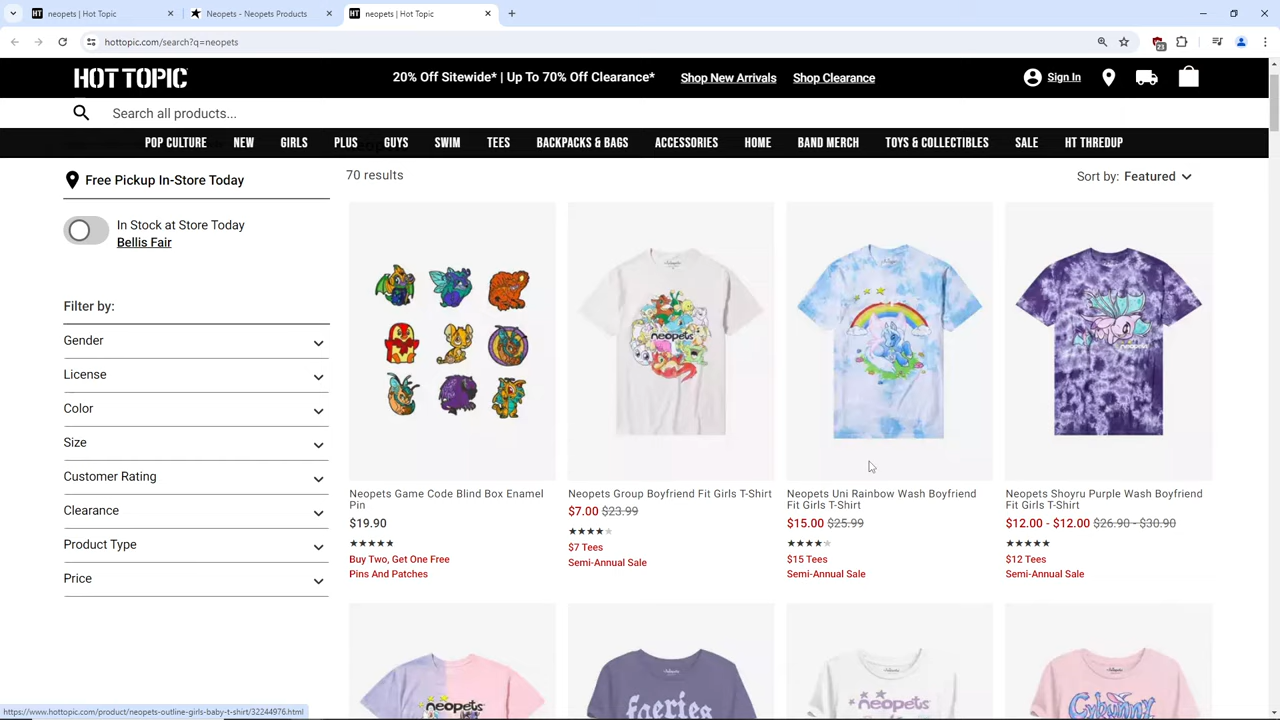 neopets | Hot Topic
Neopets - Neopets Products
neopets | Hot Topic
hottopic.com/search?q=neopets
23
HOT TOPIC
20% Off Sitewide* | Up To 70% Off Clearance*
Shop New Arrivals
Shop Clearance
Sign In
Search all products...
POP CULTURE NEW GIRLS PLUS GUYS SWIM TEES BACKPACKS & BAGS ACCESSORIES HOME BAND MERCH TOYS & COLLECTIBLES SALE HT THREDUP
Free Pickup In-Store Today
In Stock at Store Today
Bellis Fair
Filter by:
Gender
License
Color
Size
Customer Rating
Clearance
Product Type
Price
70 results
Sort by: Featured
neopets
Neopets Game Code Blind Box Enamel
Pin
$19.90
Buy Two, Get One Free
Pins And Patches
Neopets Group Boyfriend Fit Girls T-Shirt
$7.00 $23.99
$7 Tees
Semi-Annual Sale
Neopets Uni Rainbow Wash Boyfriend
Fit Girls T-Shirt
$15.00 $25.99
$15 Tees
Semi-Annual Sale
Neopets Shoyru Purple Wash Boyfriend
Fit Girls T-Shirt
$12.00 - $12.00 $26.90 - $30.90
$12 Tees
Semi-Annual Sale
neopets
faeries
neopets
Cybunny
https://www.hottopic.com/product/neopets-outline-girls-baby-t-shirt/32244976.html